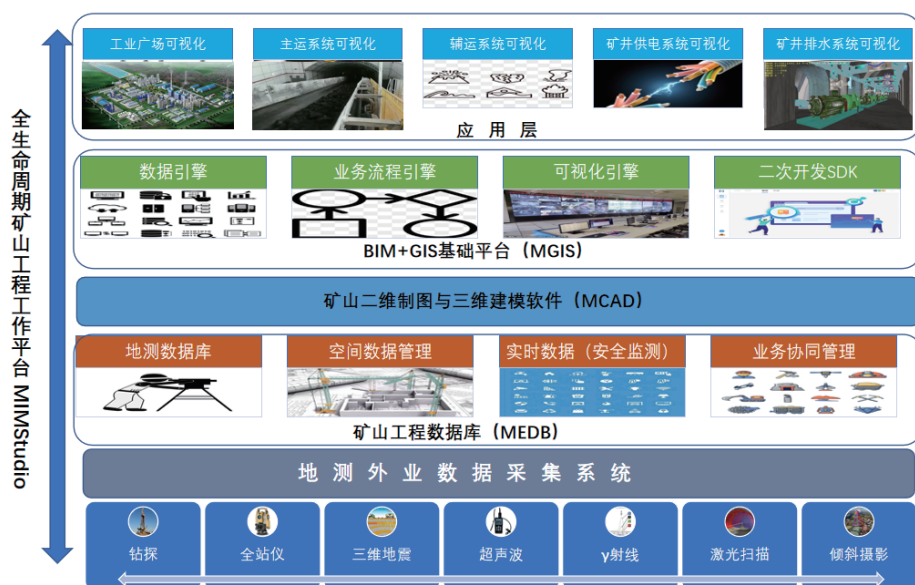 全生命周期矿山工程工作平台 MIMStudio
工业广场可视化
主运系统可视化
辅运系统可视化
矿井供电系统可视化
矿井排水系统可视化
应用层
数据引擎
业务流程引擎
可视化引擎
二次开发SDK
BIM+GIS基础平台（MGIS）
矿山二维制图与三维建模软件（MCAD）
地测数据库
空间数据管理
实时数据（安全监测）
业务协同管理
矿山工程数据库（MEDB）
地测外业数据采集系统
钻探
全站仪
三维地震
超声波
γ射线
激光扫描
倾斜摄影